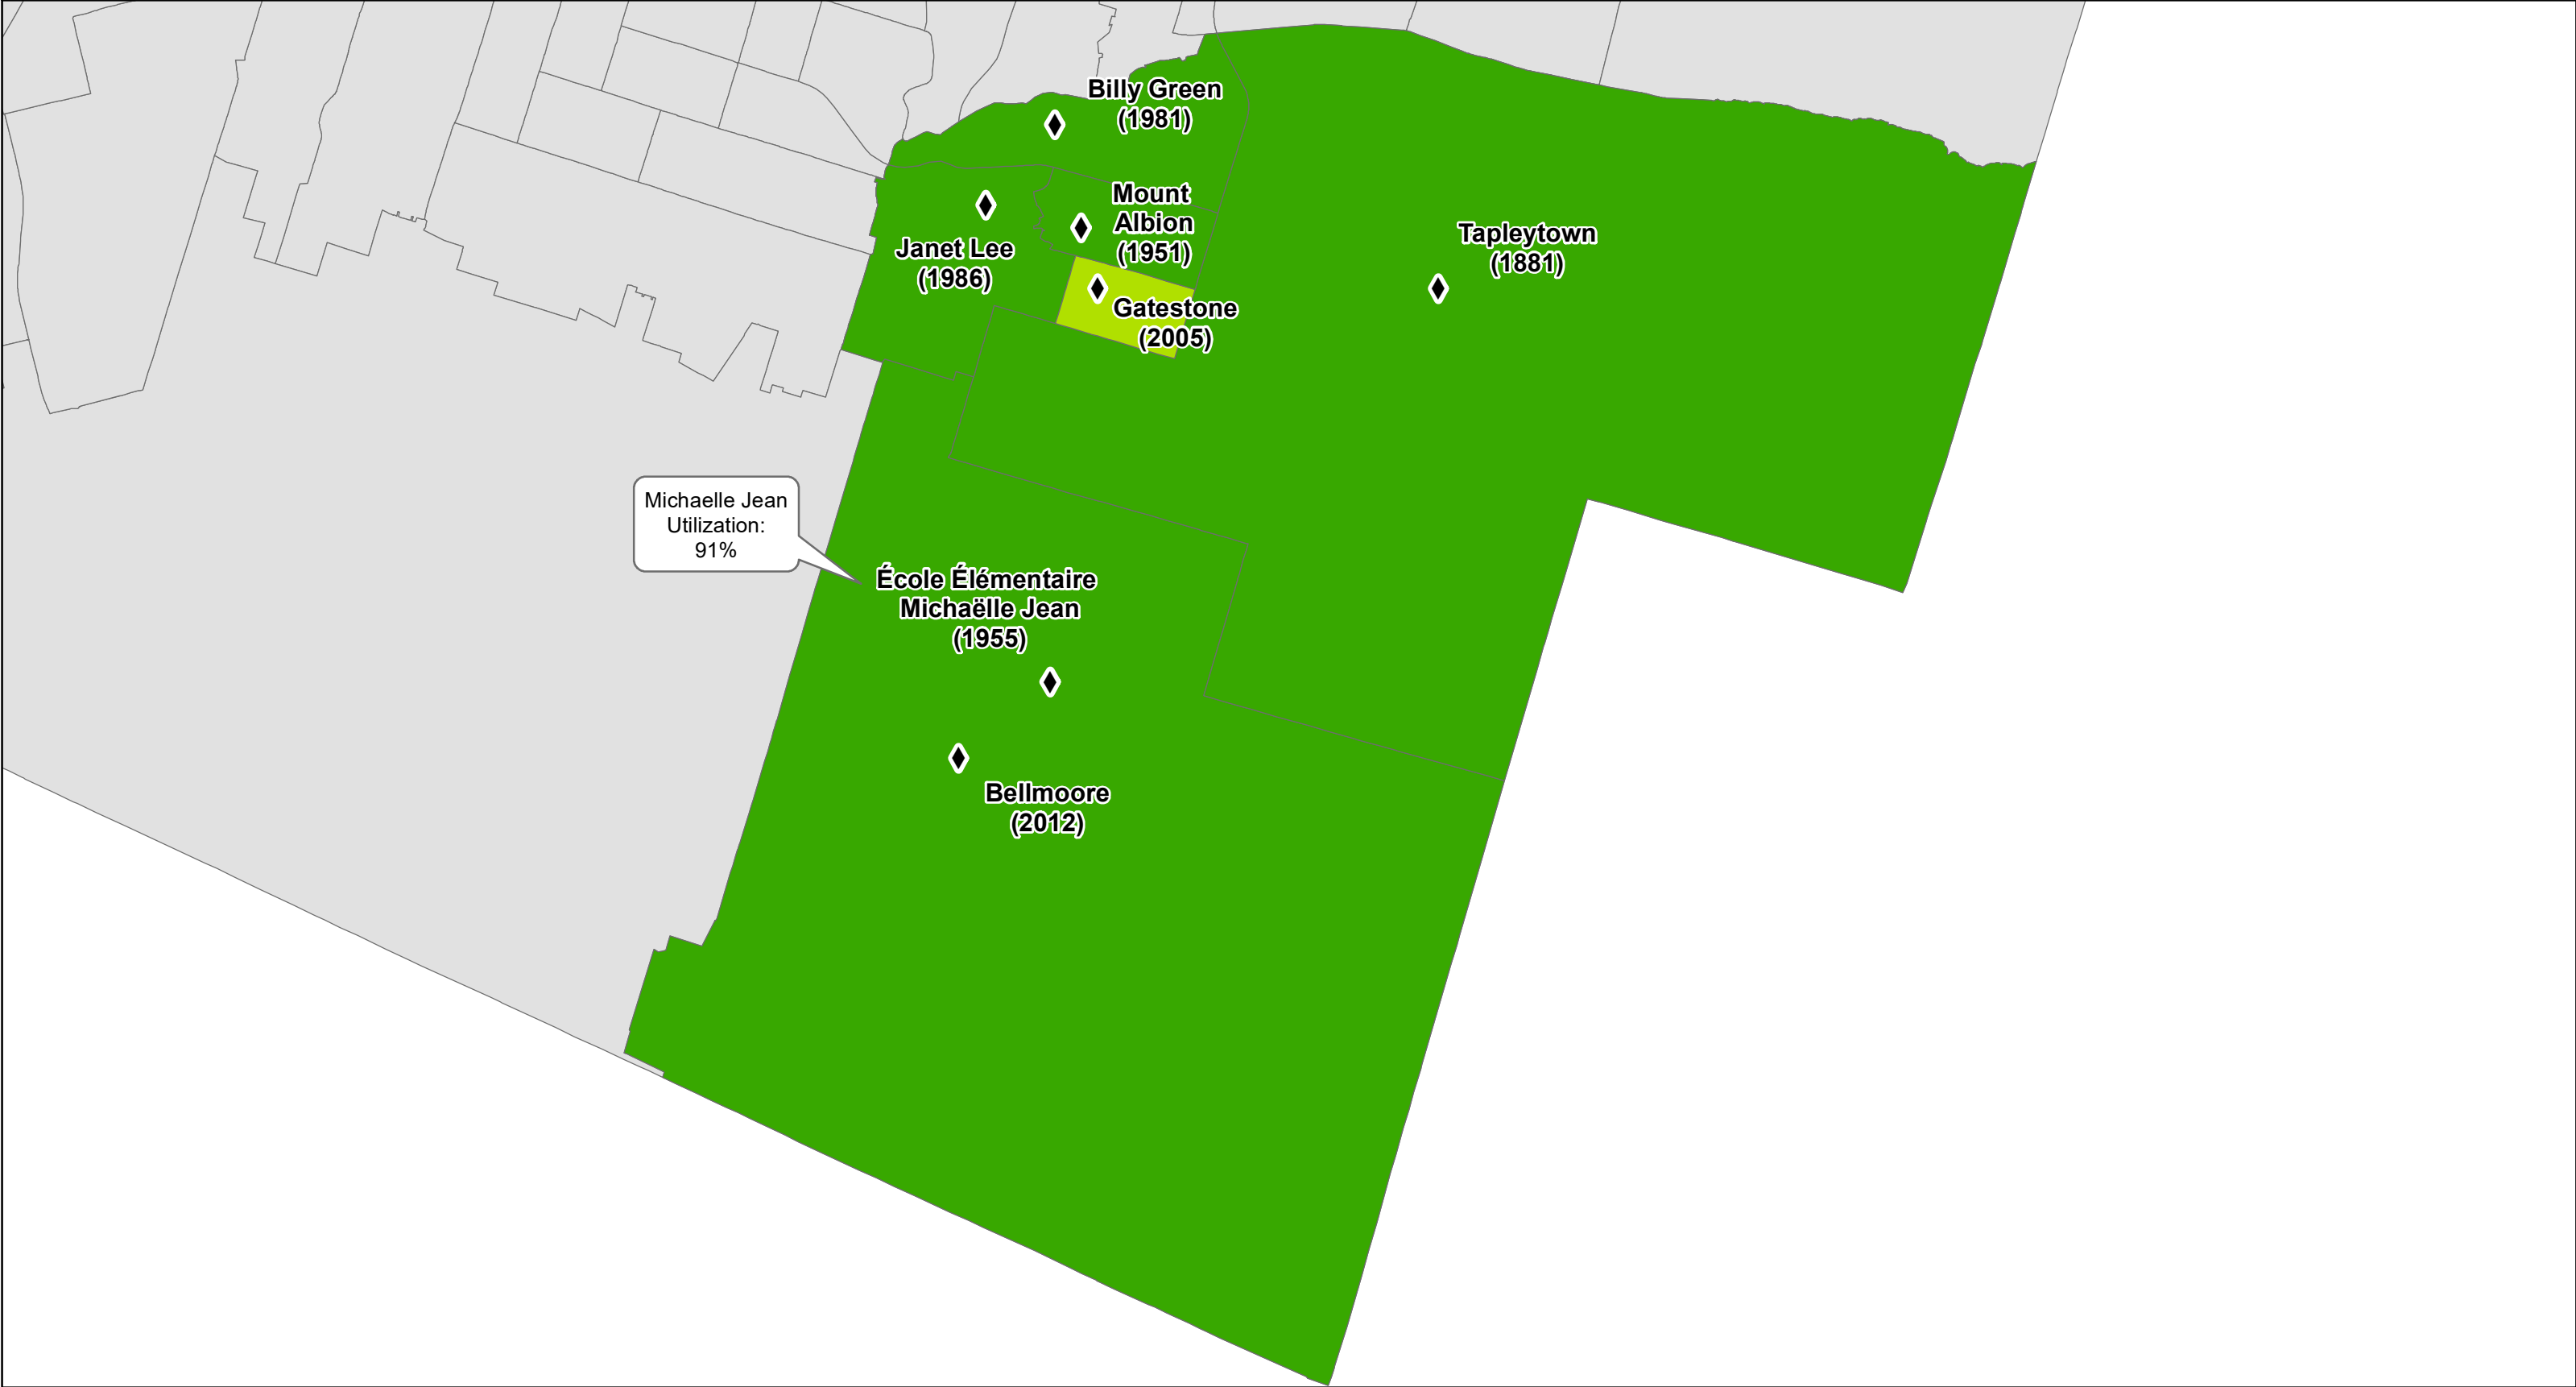 Billy Green
(1981)
Mount
Albion
(1951)
Janet Lee
(1986)
Tapleytown
(1881)
Gatestone
(2005)
Michaelle Jean
Utilization:
91%
École Élémentaire
Michaëlle Jean
(1955)
Bellmoore
(2012)